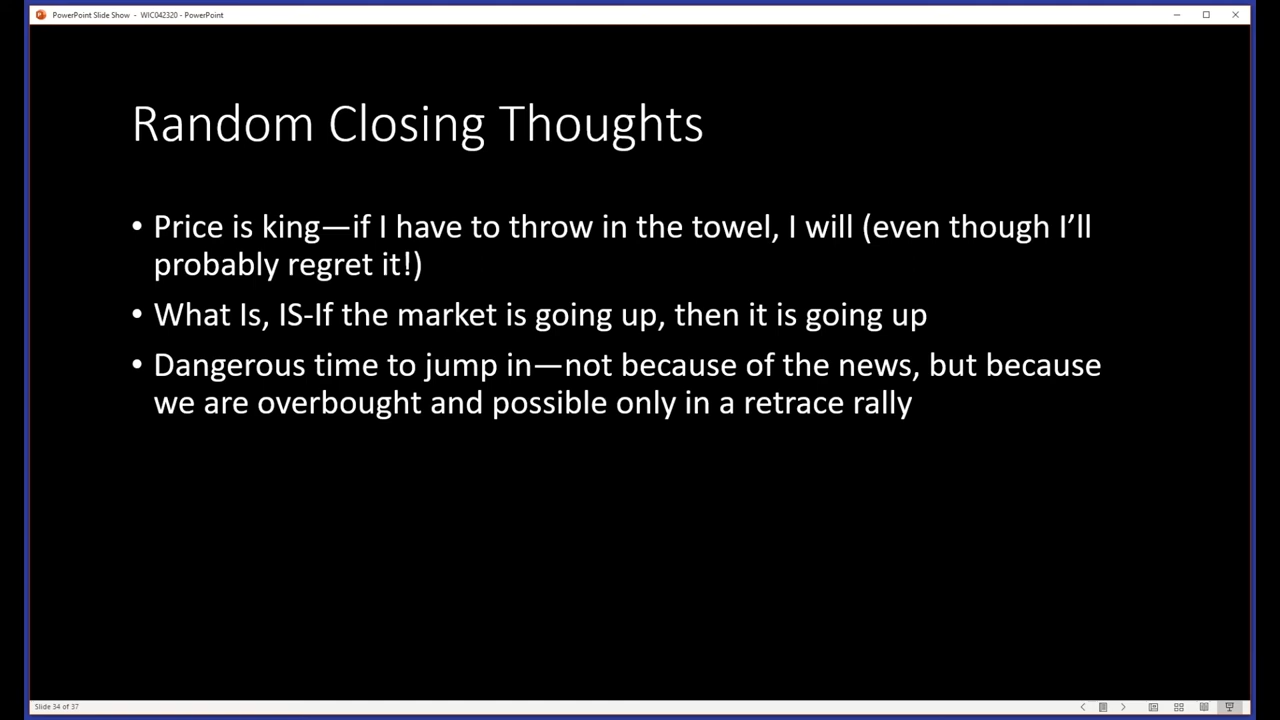 PowerPoint Slide Show - WIC042320 - PowerPoint
Random Closing Thoughts
• Price is king—if I have to throw in the towel, I will (even though I’ll
probably regret it!)
• What Is, IS-If the market is going up, then it is going up
• Dangerous time to jump in—not because of the news, but because
we are overbought and possible only in a retrace rally
Slide 34 of 37